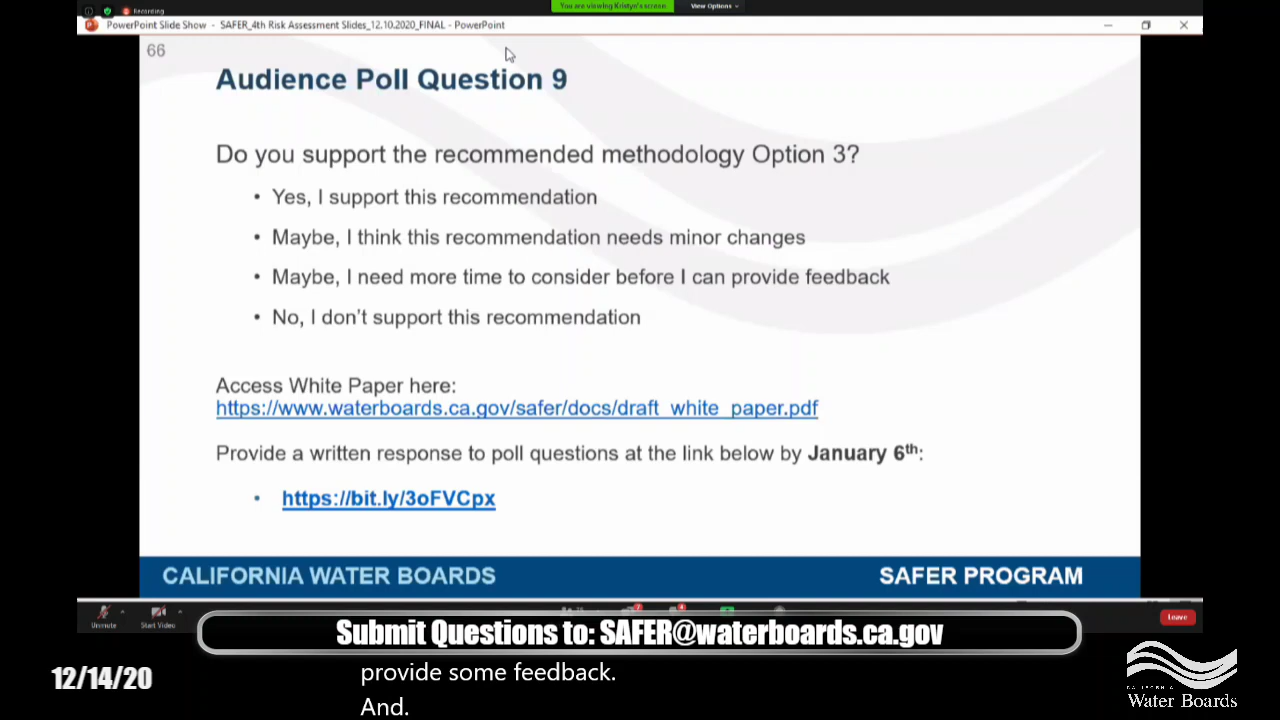 Recording
You are viewing Kristyn's screen
View Options
PowerPoint Slide Show - SAFER_4th Risk Assessment Slides_12.10.2020_FINAL - PowerPoint
66
Audience Poll Question 9
Do you support the recommended methodology Option 3?
• Yes, I support this recommendation
• Maybe, I think this recommendation needs minor changes
• Maybe, I need more time to consider before I can provide feedback
• No, I don't support this recommendation
Access White Paper here:
https://www.waterboards.ca.gov/safer/docs/draft_white_paper.pdf
Provide a written response to poll questions at the link below by January 6th:
• https://bit.ly/3oFVCpx
CALIFORNIA WATER BOARDS
SAFER PROGRAM
Unmute
Start Video
Leave
Submit Questions to: SAFER@waterboards.ca.gov
provide some feedback.
And.
12/14/20
CALIFORNIA
Water Boards